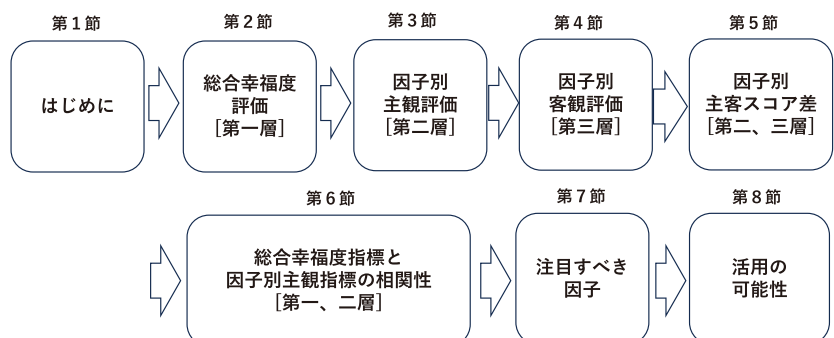 第1節
はじめに
第2節
総合幸福度
評価
[第一層]
第3節
因子別
主観評価
[第二層]
第4節
因子別
客観評価
[第三層]
第5節
因子別
主客スコア差
[第二、三層]
第6節
総合幸福度指標と
因子別主観指標の相関性
[第一、二層]
第7節
注目すべき
因子
第8節
活用の
可能性